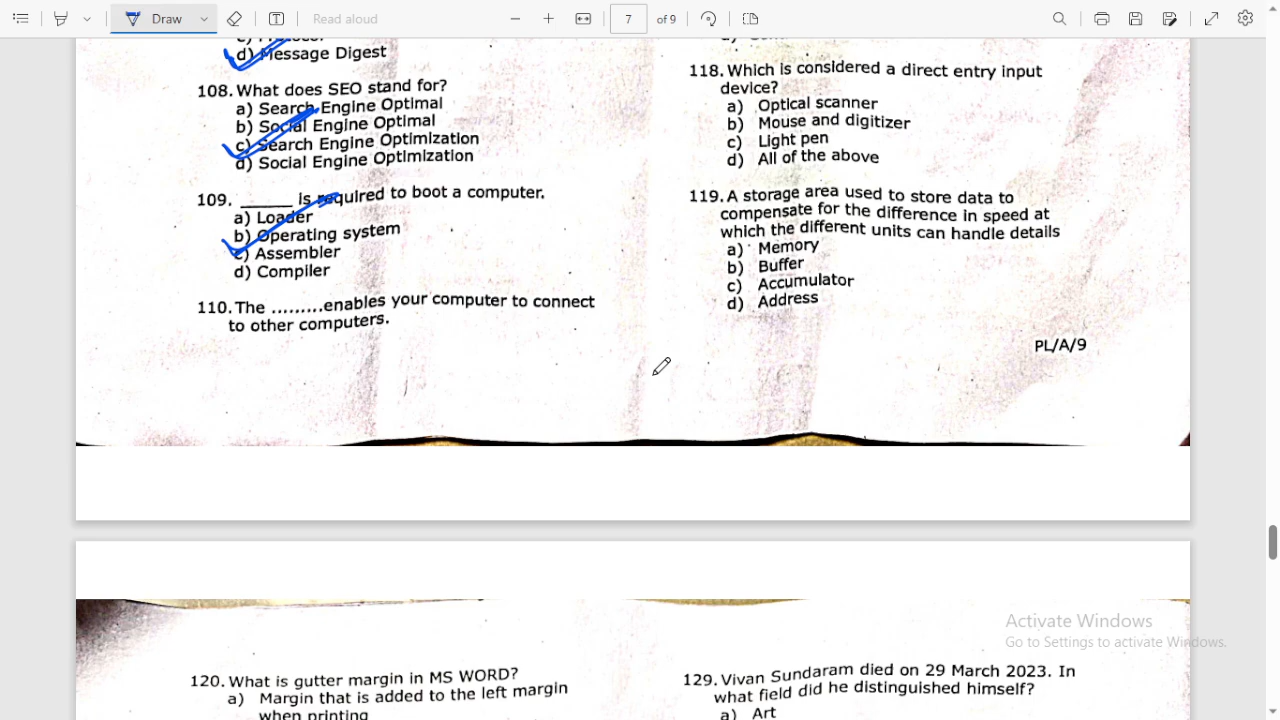 Draw
Read aloud
7 of 9
d) Message Digest
108. What does SEO stand for?
a) Search Engine Optimal
b) Social Engine Optimal
c) Search Engine Optimization
d) Social Engine Optimization
109. ______ is required to boot a computer.
a) Loader
b) Operating system
c) Assembler
d) Compiler
110. The .........enables your computer to connect
to other computers.
118. Which is considered a direct entry input
device?
a) Optical scanner
b) Mouse and digitizer
c) Light pen
d) All of the above
119. A storage area used to store data to
compensate for the difference in speed at
which the different units can handle details
a) Memory
b) Buffer
c) Accumulator
d) Address
PL/A/9
120. What is gutter margin in MS WORD?
a) Margin that is added to the left margin
when printing
129. Vivan Sundaram died on 29 March 2023. In
what field did he distinguished himself?
a) Art
Activate Windows
Go to Settings to activate Windows.